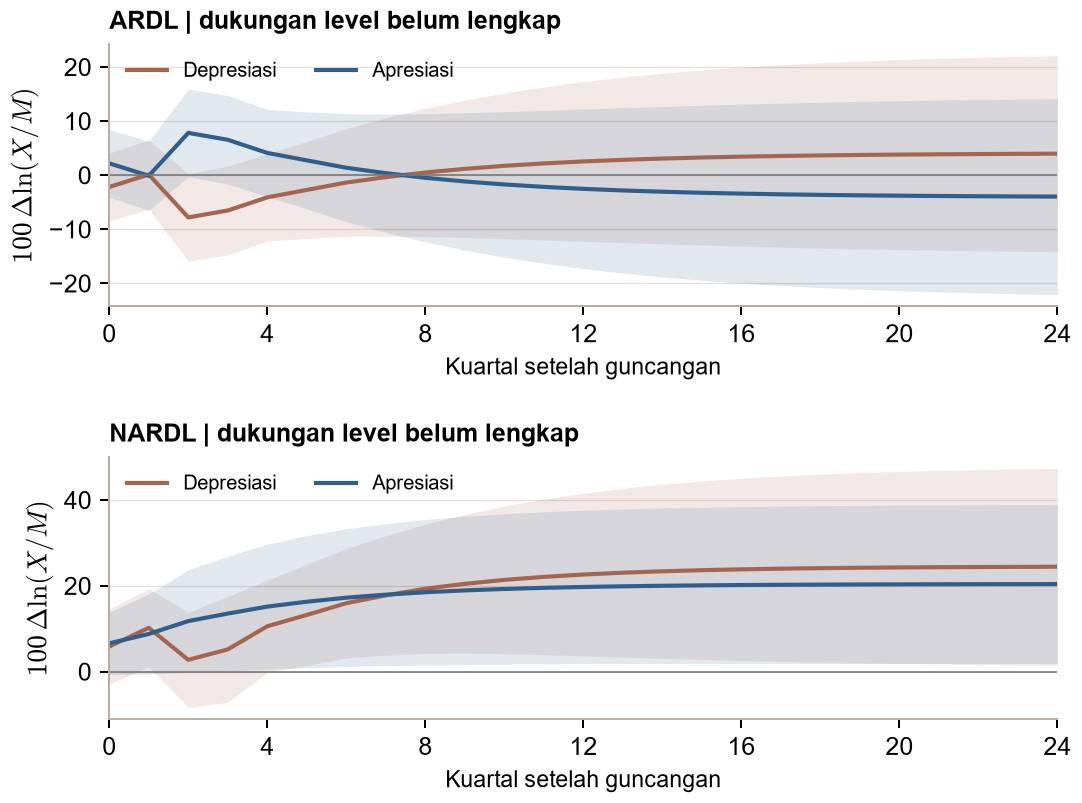 ARDL | dukungan level belum lengkap
Depresiasi Apresiasi
100 Δln(X/M)
20
10
0
−10
−20
0 4 8 12 16 20 24
Kuartal setelah guncangan
NARDL | dukungan level belum lengkap
Depresiasi Apresiasi
100 Δln(X/M)
40
20
0
0 4 8 12 16 20 24
Kuartal setelah guncangan